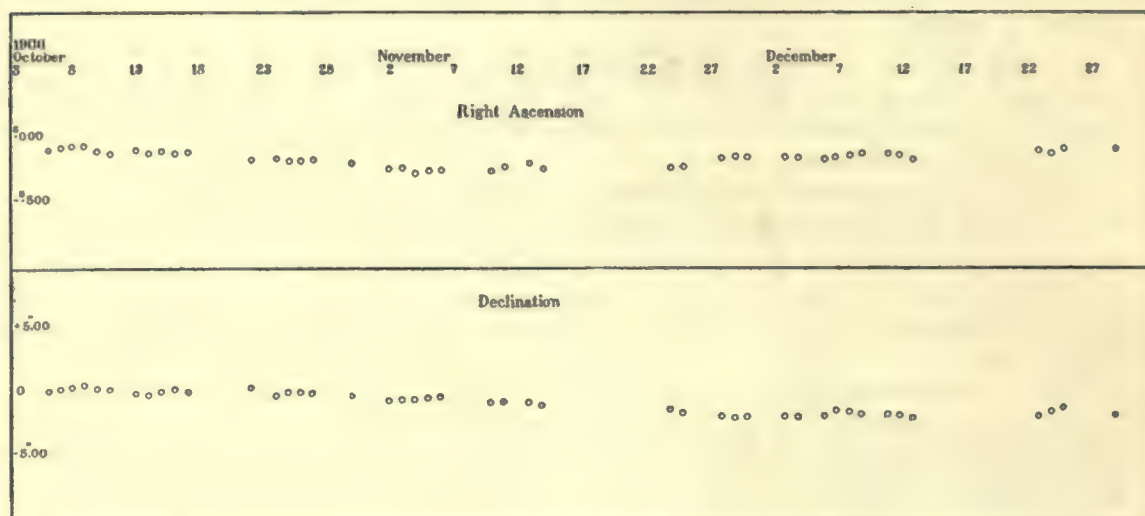 1900
October November December
3 8 13 18 23 28 2 7 12 17 22 27 2 7 12 17 22 27
Right Ascension
s.000
-s.500
Declination
+5.″00
0
-5.″00